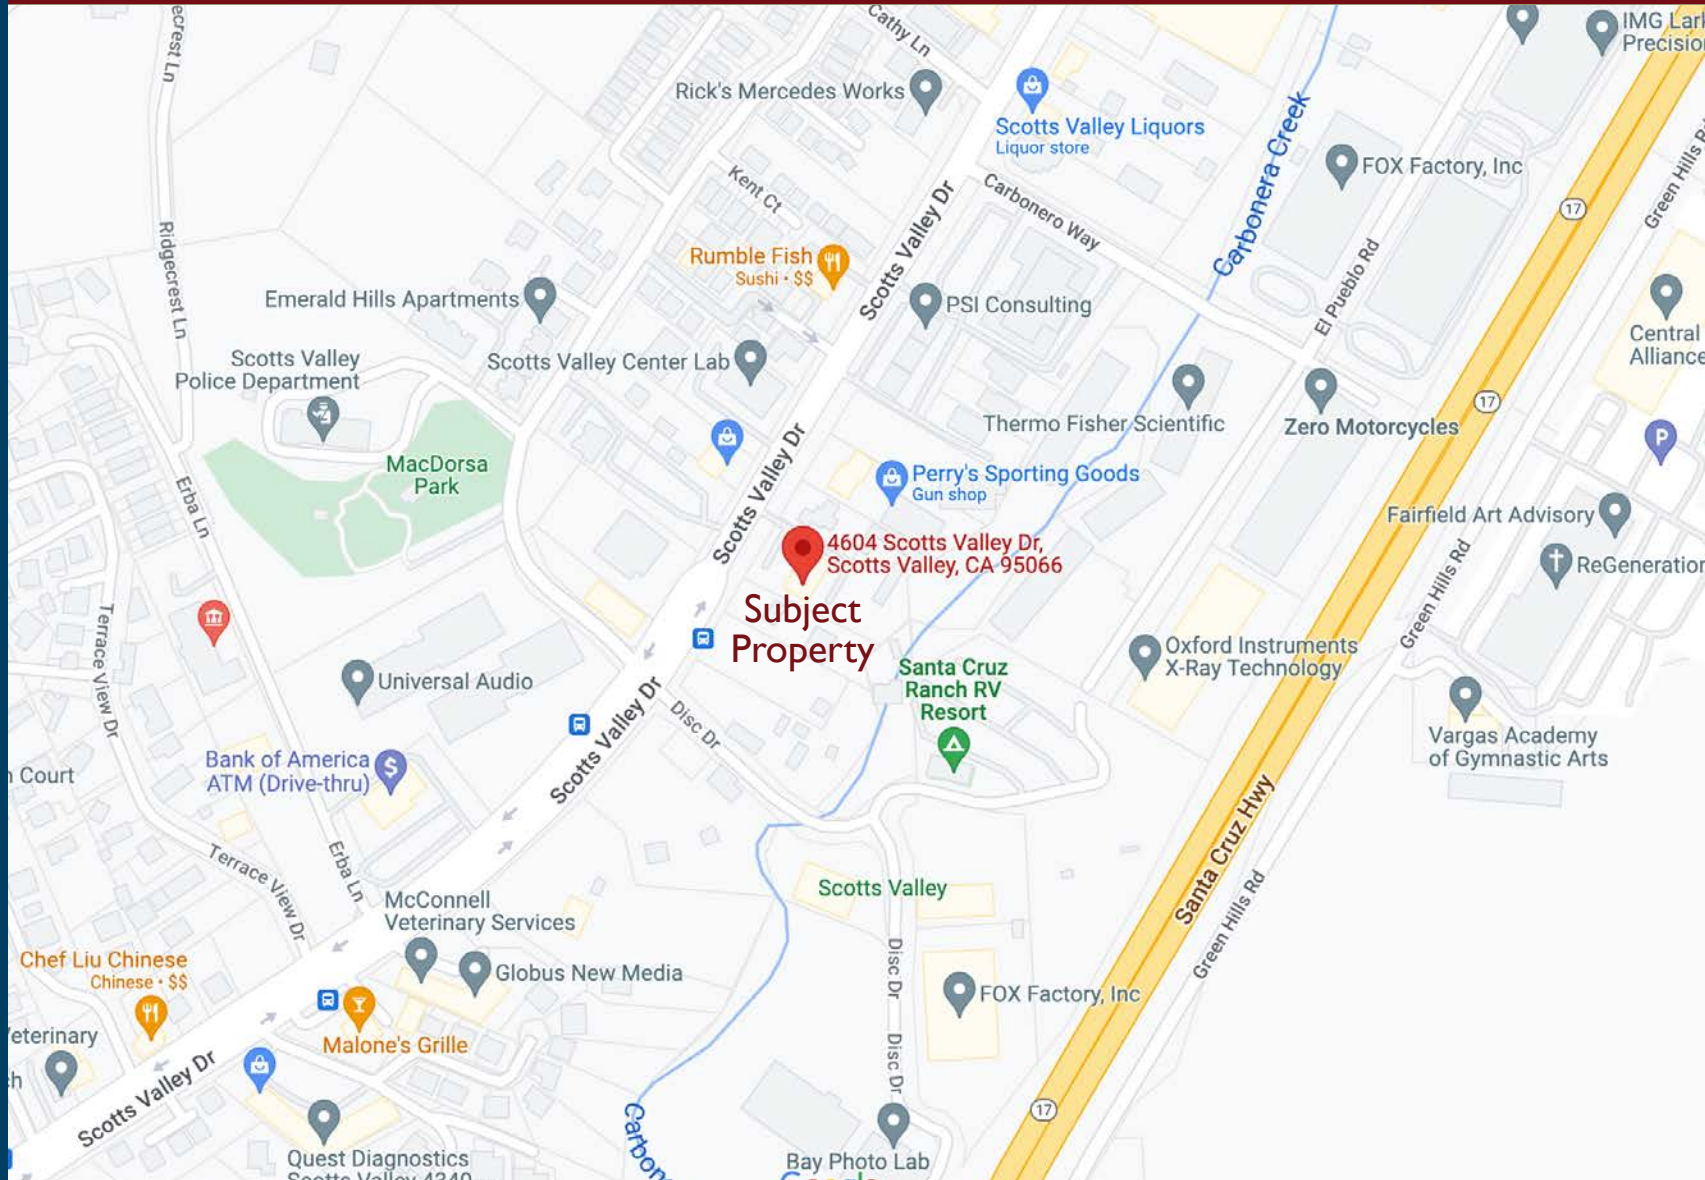 ecrest Ln
Cathy Ln
IMG Lark
Precision
Rick's Mercedes Works
Scotts Valley Liquors
Liquor store
Carbonera Creek
FOX Factory, Inc
Kent Ct
Scotts Valley Dr
Carbonero Way
Green Hills Rd
17
Ridgecrest Ln
Rumble Fish
Sushi • $$
Emerald Hills Apartments
PSI Consulting
El Pueblo Rd
Central
Alliance
Scotts Valley
Police Department
Scotts Valley Center Lab
Thermo Fisher Scientific
Zero Motorcycles
17
P
MacDorsa
Park
Scotts Valley Dr
Perry's Sporting Goods
Gun shop
Erba Ln
4604 Scotts Valley Dr,
Scotts Valley, CA 95066
Fairfield Art Advisory
ReGeneration
Subject
Property
Green Hills Rd
Terrace View Dr
Universal Audio
Santa Cruz
Ranch RV
Resort
Oxford Instruments
X-Ray Technology
Scotts Valley Dr
Disc Dr
Vargas Academy
of Gymnastic Arts
Court
Bank of America
ATM (Drive-thru)
$
Santa Cruz Hwy
Terrace View Dr
Erba Ln
McConnell
Veterinary Services
Scotts Valley
Green Hills Rd
Chef Liu Chinese
Chinese • $$
Globus New Media
Disc Dr
FOX Factory, Inc
eterinary
Malone's Grille
Disc Dr
Scotts Valley Dr
17
Carbon
Quest Diagnostics
Scotts Valley 4340
Bay Photo Lab
Google